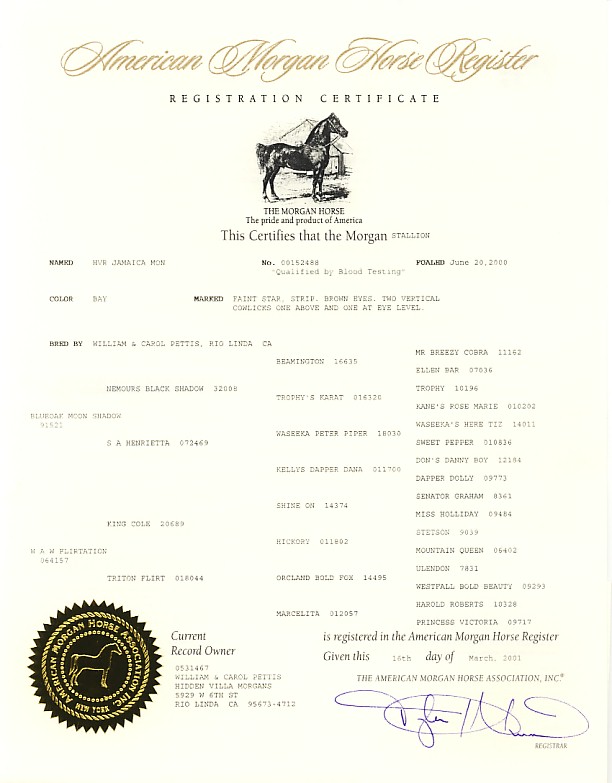 American Morgan Horse Register
REGISTRATION CERTIFICATE
THE MORGAN HORSE
The pride and product of America
This Certifies that the Morgan STALLION
NAMED HVR JAMAICA MON No. 00152488 FOALED June 20,2000
"Qualified by Blood Testing"
COLOR BAY MARKED FAINT STAR, STRIP. BROWN EYES. TWO VERTICAL
COWLICKS ONE ABOVE AND ONE AT EYE LEVEL.
BRED BY WILLIAM & CAROL PETTIS, RIO LINDA CA
MR BREEZY COBRA 11162
BEAMINGTON 16635
ELLEN BAR 07036
NEMOURS BLACK SHADOW 32008
TROPHY 10196
TROPHY'S KARAT 016320
KANE'S ROSE MARIE 010202
BLUROAK MOON SHADOW
91521
WASEEKA'S HERE TIZ 14011
WASEEKA PETER PIPER 18030
SWEET PEPPER 010836
S A HENRIETTA 072469
DON'S DANNY BOY 12184
KELLYS DAPPER DANA 011700
DAPPER DOLLY 09773
SENATOR GRAHAM 8361
SHINE ON 14374
MISS HOLLIDAY 09484
KING COLE 20689
STETSON 9039
HICKORY 011802
MOUNTAIN QUEEN 06402
W A W FLIRTATION
064157
ULENDON 7831
ORCLAND BOLD FOX 14495
WESTFALL BOLD BEAUTY 09293
TRITON FLIRT 018044
HAROLD ROBERTS 10328
MARCELITA 012057
PRINCESS VICTORIA 09717
Current
Record Owner
0531467
WILLIAM & CAROL PETTIS
HIDDEN VILLA MORGANS
5929 W 6TH ST
RIO LINDA CA 95673-4712
is registered in the American Morgan Horse Register
Given this 16th day of March, 2001
THE AMERICAN MORGAN HORSE ASSOCIATION, INC.®
REGISTRAR
AMERICAN MORGAN HORSE ASSOCIATION, INC.
NEW YORK